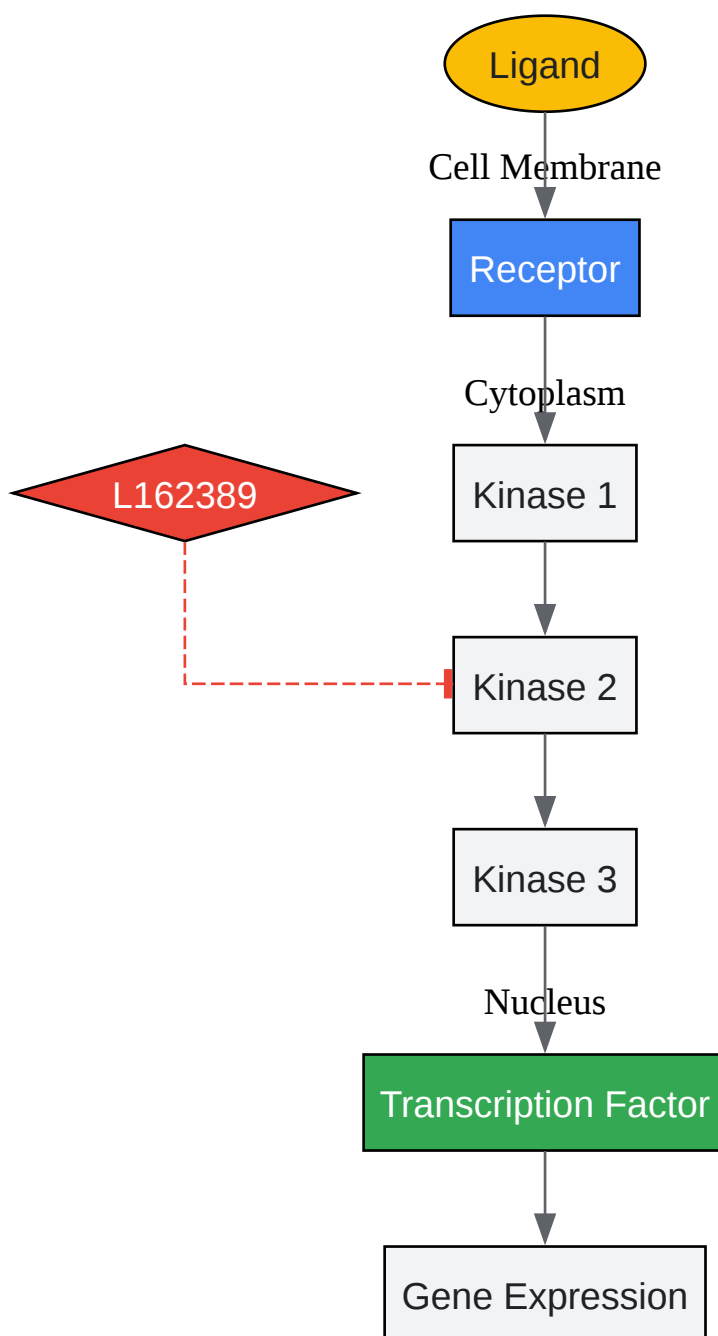 Ligand
Cell Membrane
Receptor
Cytoplasm
L162389
Kinase 1
Kinase 2
Kinase 3
Nucleus
Transcription Factor
Gene Expression